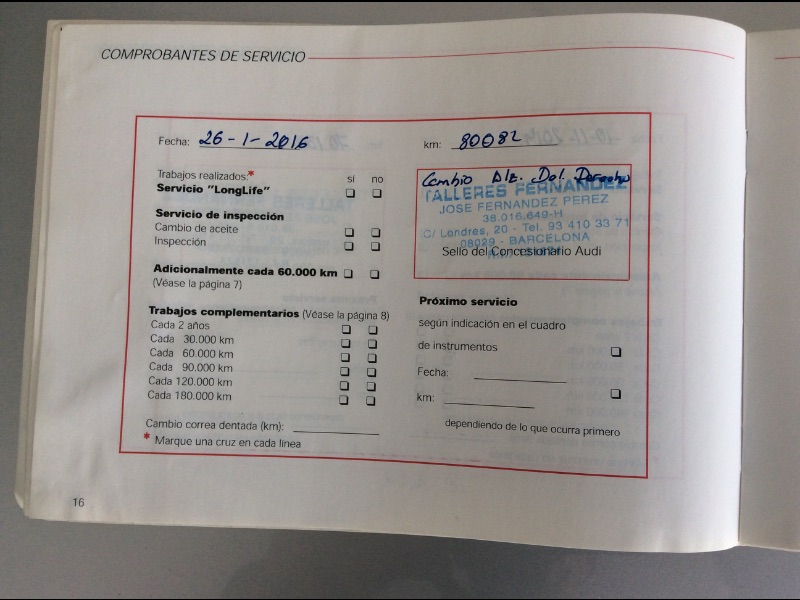 COMPROBANTES DE SERVICIO
Fecha: 26-1-2016
km: 80082
Trabajos realizados:* sí no
Servicio "LongLife"
Servicio de inspección
Cambio de aceite
Inspección
Adicionalmente cada 60.000 km
(Véase la página 7)
Trabajos complementarios (Véase la página 8)
Cada 2 años
Cada 30.000 km
Cada 60.000 km
Cada 90.000 km
Cada 120.000 km
Cada 180.000 km
Cambio correa dentada (km):
* Marque una cruz en cada línea
Cambio Alz. Del. Derecho
TALLERES FERNANDEZ
JOSE FERNANDEZ PEREZ
38.016.649-H
C/ Londres, 20 - Tel. 93 410 33 71
08029 - BARCELONA
Sello del Concesionario Audi
Próximo servicio
según indicación en el cuadro
de instrumentos
Fecha:
km:
dependiendo de lo que ocurra primero
16